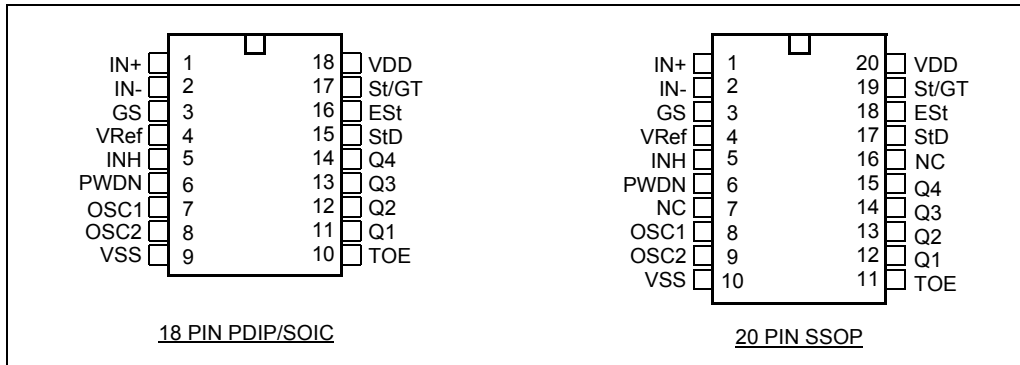 IN+ 1 18 VDD
IN- 2 17 St/GT
GS 3 16 ESt
VRef 4 15 StD
INH 5 14 Q4
PWDN 6 13 Q3
OSC1 7 12 Q2
OSC2 8 11 Q1
VSS 9 10 TOE
18 PIN PDIP/SOIC
IN+ 1 20 VDD
IN- 2 19 St/GT
GS 3 18 ESt
VRef 4 17 StD
INH 5 16 NC
PWDN 6 15 Q4
NC 7 14 Q3
OSC1 8 13 Q2
OSC2 9 12 Q1
VSS 10 11 TOE
20 PIN SSOP